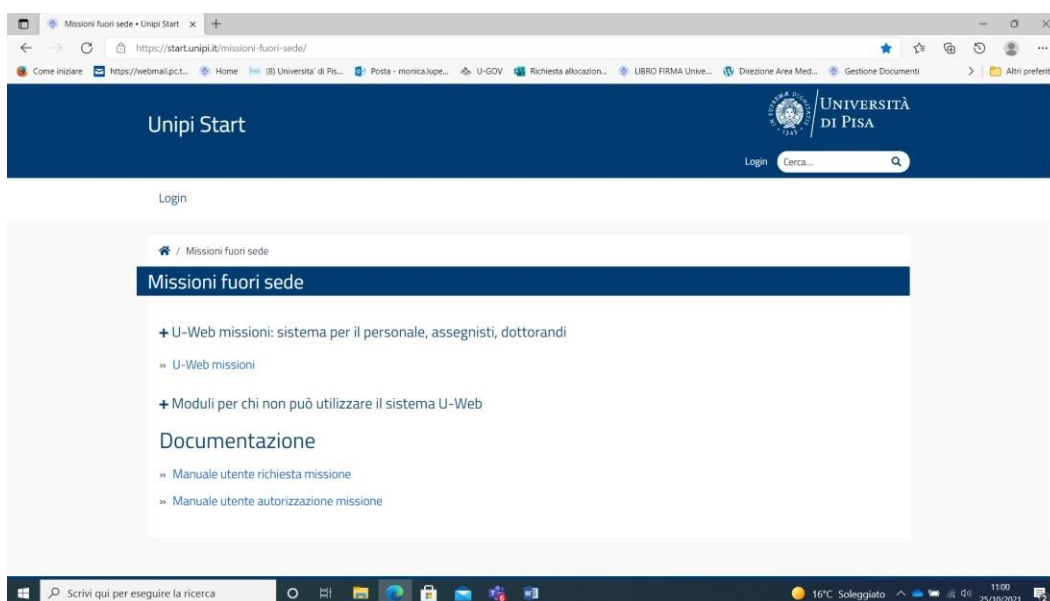 Missioni fuori sede • Unipi Start
https://start.unipi.it/missioni-fuori-sede/
Come iniziare https://webmail.pc.t... Home (8) Universita' di Pis... Posta - monica.lupe... U-GOV Richiesta allocazion... LIBRO FIRMA Unive... Direzione Area Med... Gestione Documenti Altri preferit
Unipi Start
UNIVERSITÀ
DI PISA
Login Cerca...
Login
/ Missioni fuori sede
Missioni fuori sede
+ U-Web missioni: sistema per il personale, assegnisti, dottorandi
» U-Web missioni
+ Moduli per chi non può utilizzare il sistema U-Web
Documentazione
» Manuale utente richiesta missione
» Manuale utente autorizzazione missione
Scrivi qui per eseguire la ricerca
16°C Soleggiato
11:00
25/10/2021